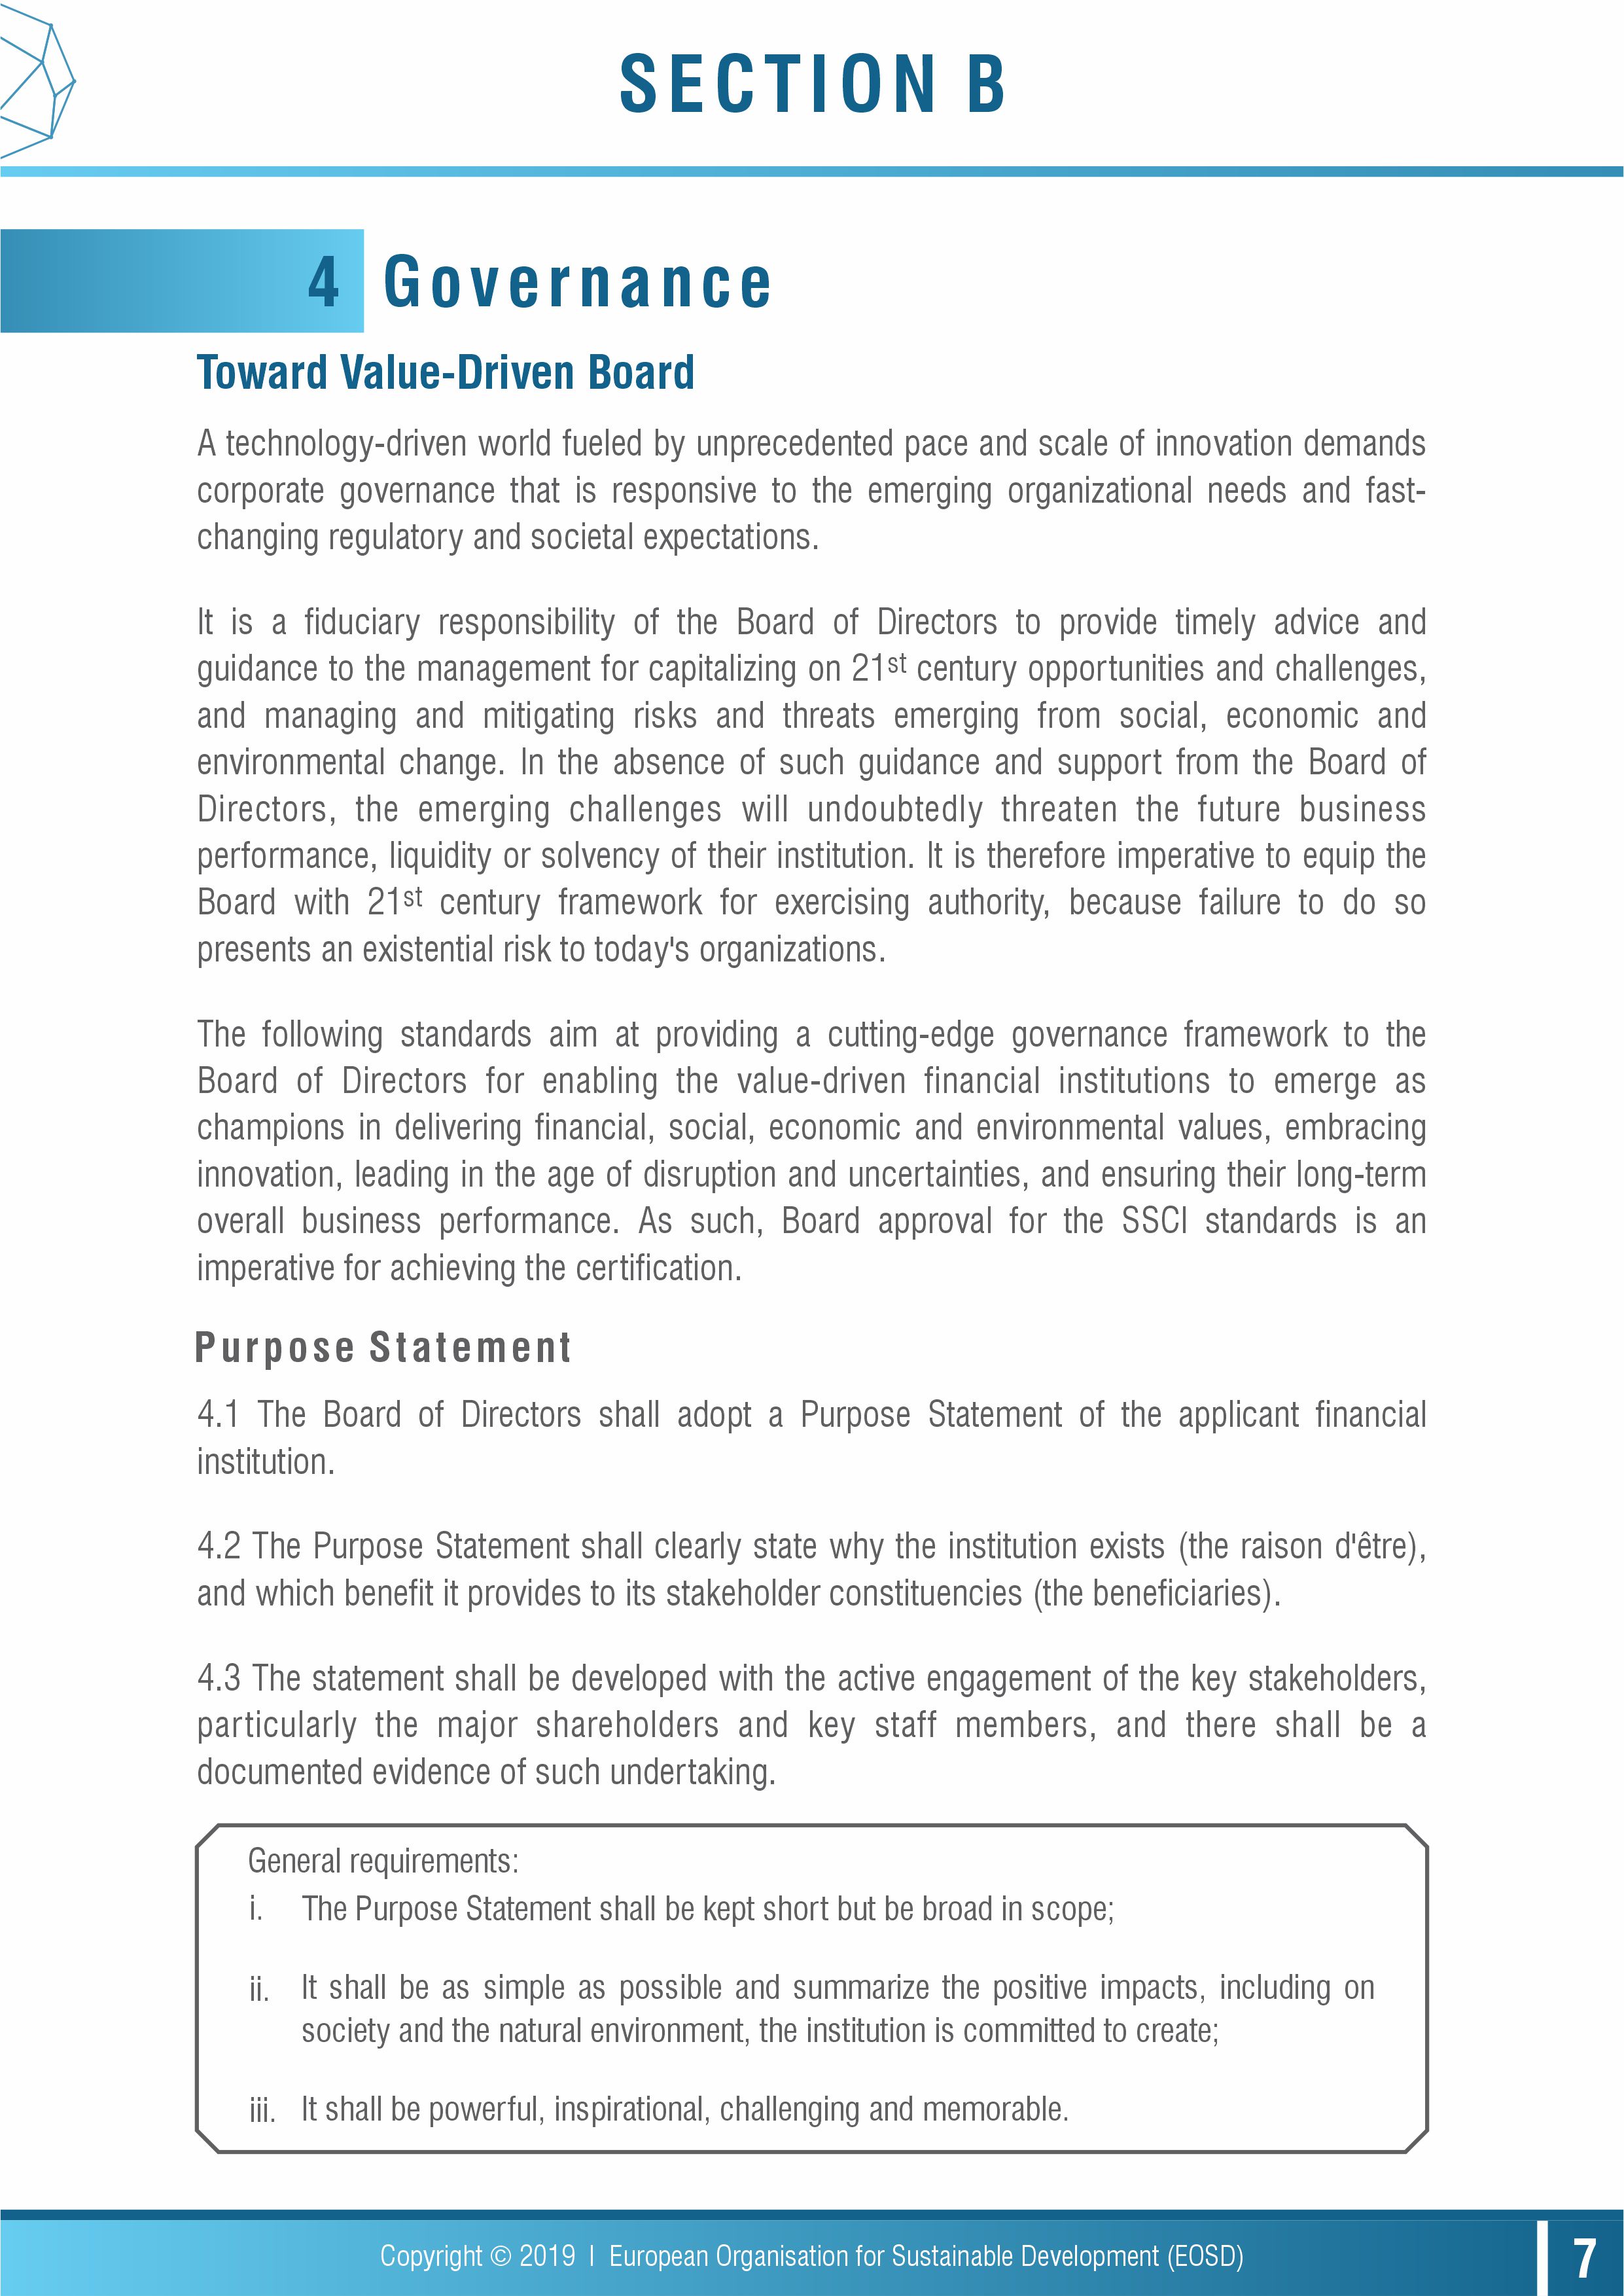 SECTION B
4 Governance
Toward Value-Driven Board
A technology-driven world fueled by unprecedented pace and scale of innovation demands
corporate governance that is responsive to the emerging organizational needs and fast-
changing regulatory and societal expectations.
It is a fiduciary responsibility of the Board of Directors to provide timely advice and
guidance to the management for capitalizing on 21st century opportunities and challenges,
and managing and mitigating risks and threats emerging from social, economic and
environmental change. In the absence of such guidance and support from the Board of
Directors, the emerging challenges will undoubtedly threaten the future business
performance, liquidity or solvency of their institution. It is therefore imperative to equip the
Board with 21st century framework for exercising authority, because failure to do so
presents an existential risk to today's organizations.
The following standards aim at providing a cutting-edge governance framework to the
Board of Directors for enabling the value-driven financial institutions to emerge as
champions in delivering financial, social, economic and environmental values, embracing
innovation, leading in the age of disruption and uncertainties, and ensuring their long-term
overall business performance. As such, Board approval for the SSCI standards is an
imperative for achieving the certification.
Purpose Statement
4.1 The Board of Directors shall adopt a Purpose Statement of the applicant financial
institution.
4.2 The Purpose Statement shall clearly state why the institution exists (the raison d'être),
and which benefit it provides to its stakeholder constituencies (the beneficiaries).
4.3 The statement shall be developed with the active engagement of the key stakeholders,
particularly the major shareholders and key staff members, and there shall be a
documented evidence of such undertaking.
General requirements:
i. The Purpose Statement shall be kept short but be broad in scope;
ii. It shall be as simple as possible and summarize the positive impacts, including on
society and the natural environment, the institution is committed to create;
iii. It shall be powerful, inspirational, challenging and memorable.
Copyright © 2019 | European Organisation for Sustainable Development (EOSD)
7